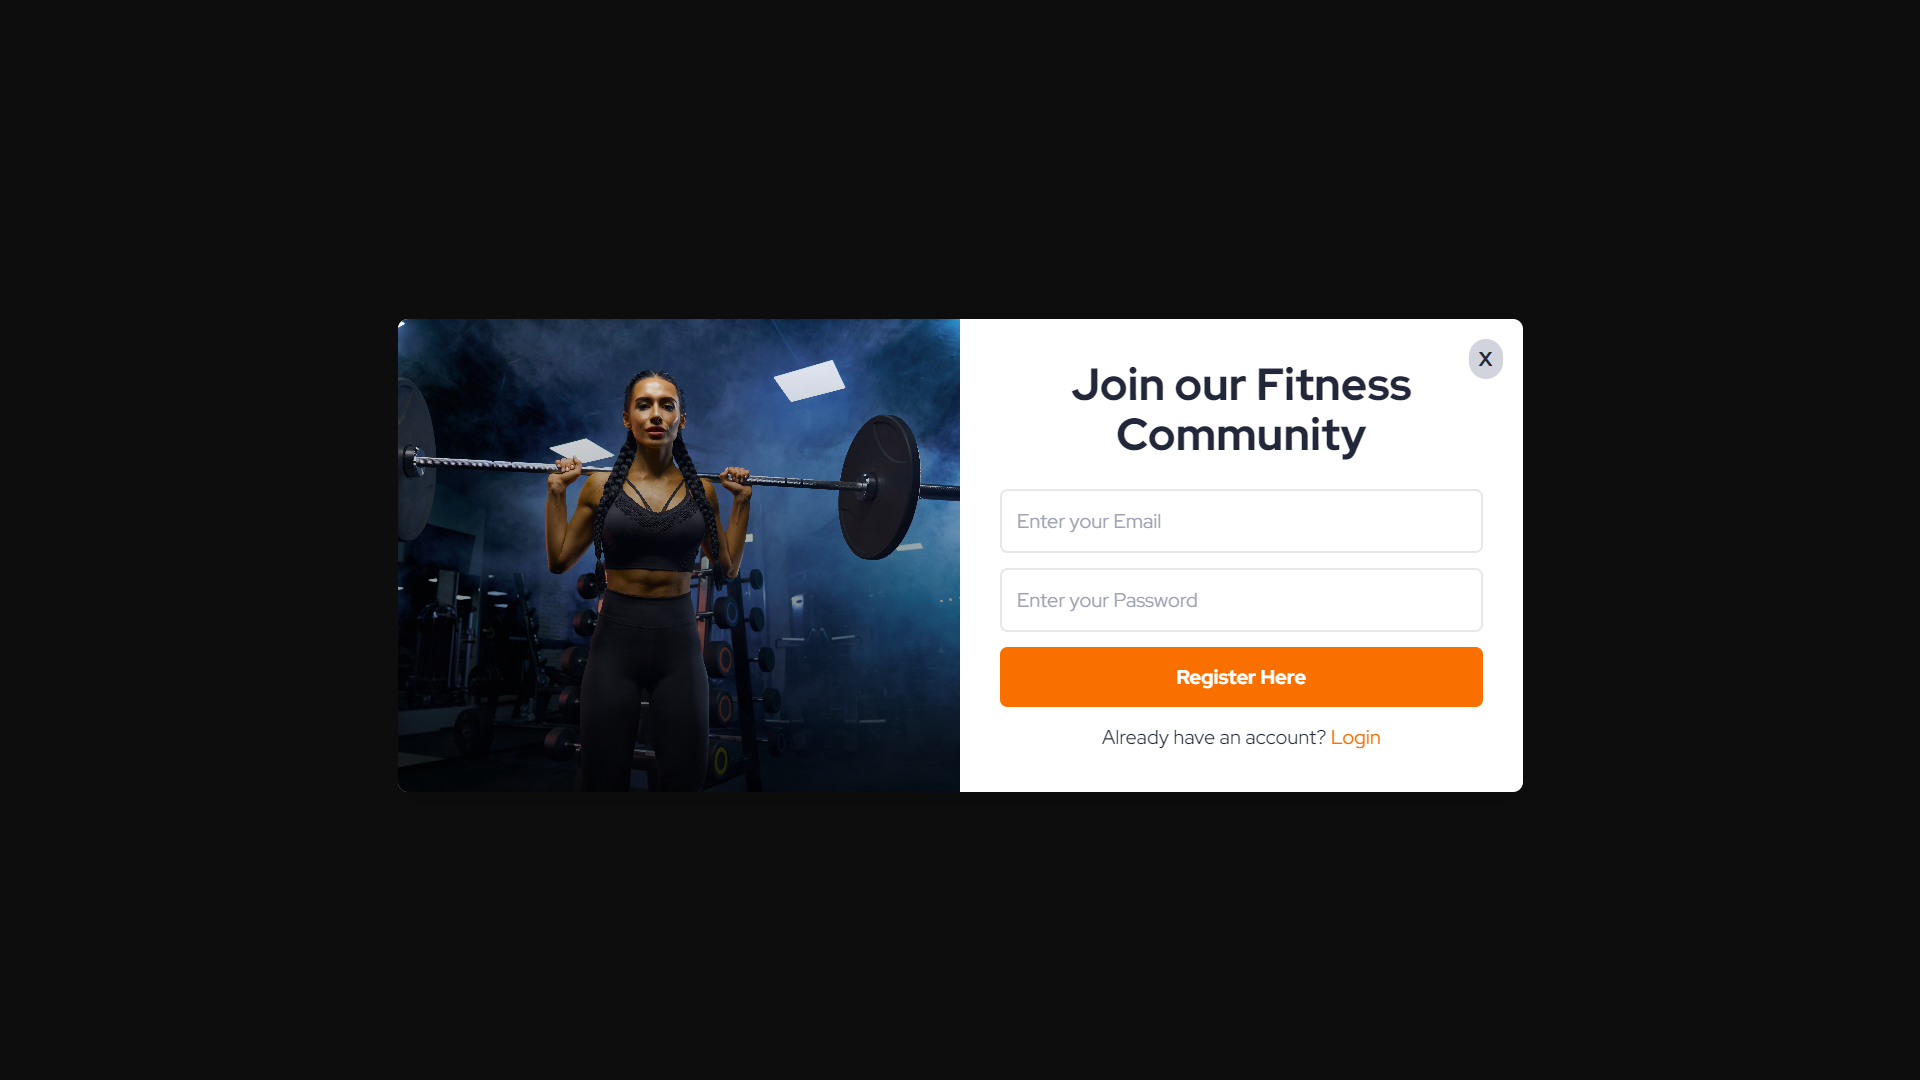 X
Join our Fitness
Community
Enter your Email
Enter your Password
Register Here
Already have an account? Login